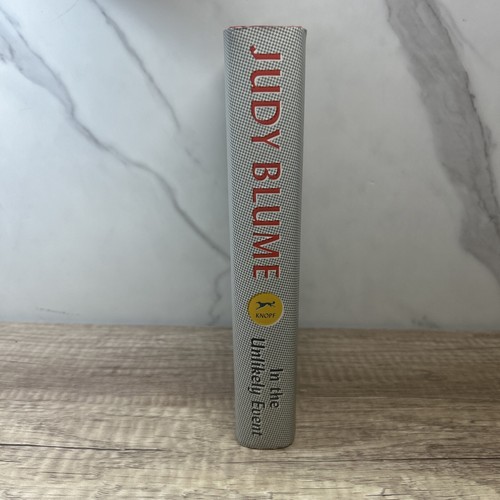 JUDY BLUME
KNOPF
In the
Unlikely Event